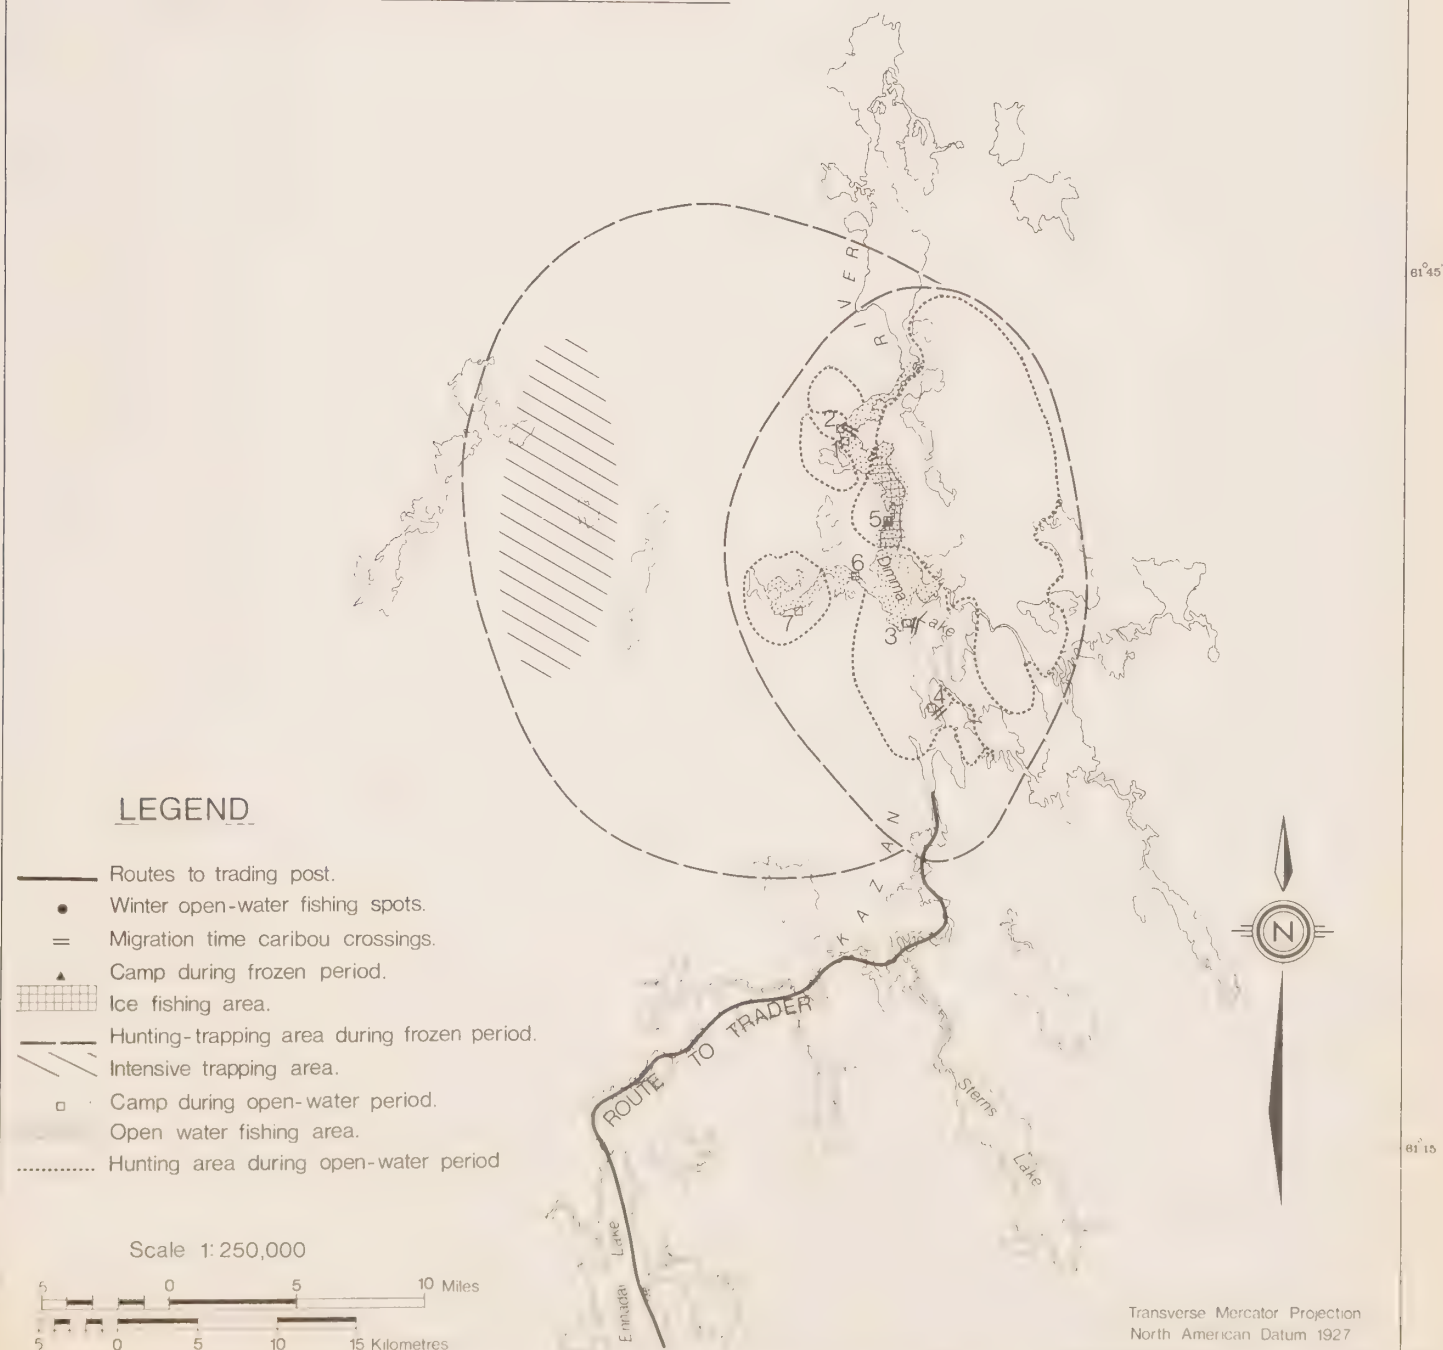 61°45'
RIVER
2
1
5
6
Dimma
Lake
7
3
4
KAZAN
LEGEND
Routes to trading post.
Winter open-water fishing spots.
Migration time caribou crossings.
Camp during frozen period.
Ice fishing area.
Hunting-trapping area during frozen period.
Intensive trapping area.
Camp during open-water period.
Open water fishing area.
Hunting area during open-water period
N
ROUTE TO TRADER
Sterns
Lake
61°15
Ennadai Lake
Scale 1:250,000
5 0 5 10 Miles
5 0 5 10 15 Kilometres
Transverse Mercator Projection
North American Datum 1927